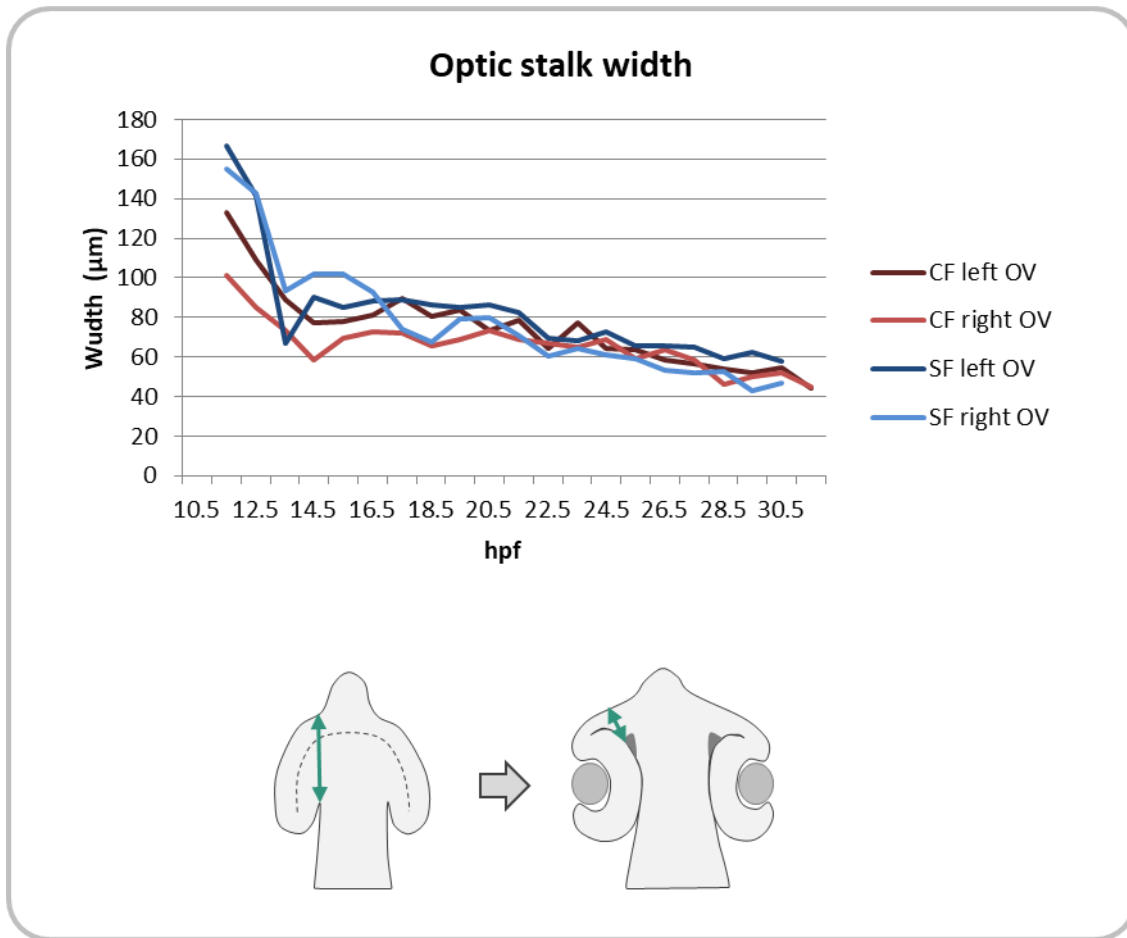 Optic stalk width
180
160
140
120
100
80
60
40
20
0
Wudth (µm)
10.5 12.5 14.5 16.5 18.5 20.5 22.5 24.5 26.5 28.5 30.5
hpf
CF left OV
CF right OV
SF left OV
SF right OV